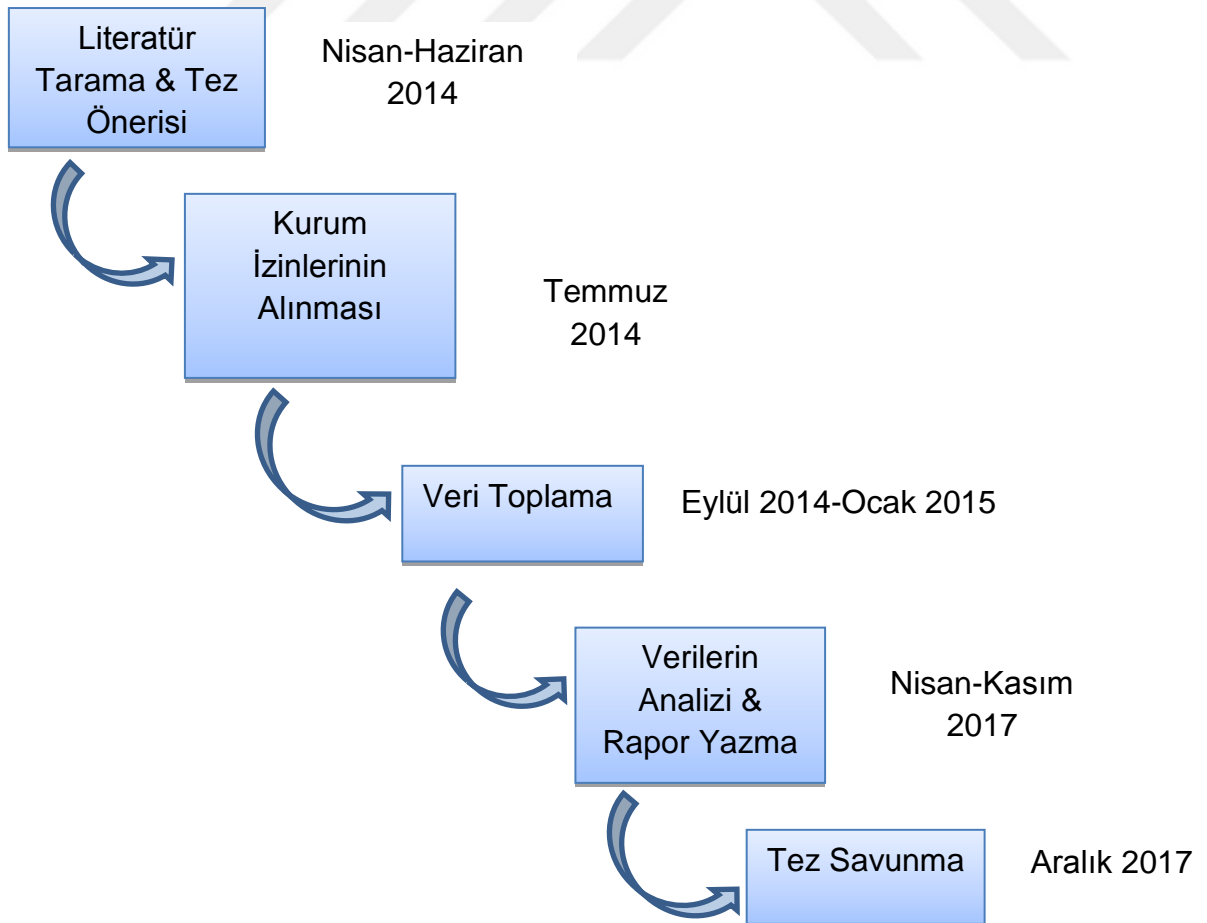 Literatür
Tarama & Tez
Önerisi
Nisan-Haziran
2014
Kurum
İzinlerinin
Alınması
Temmuz
2014
Veri Toplama
Eylül 2014-Ocak 2015
Verilerin
Analizi &
Rapor Yazma
Nisan-Kasım
2017
Tez Savunma
Aralık 2017